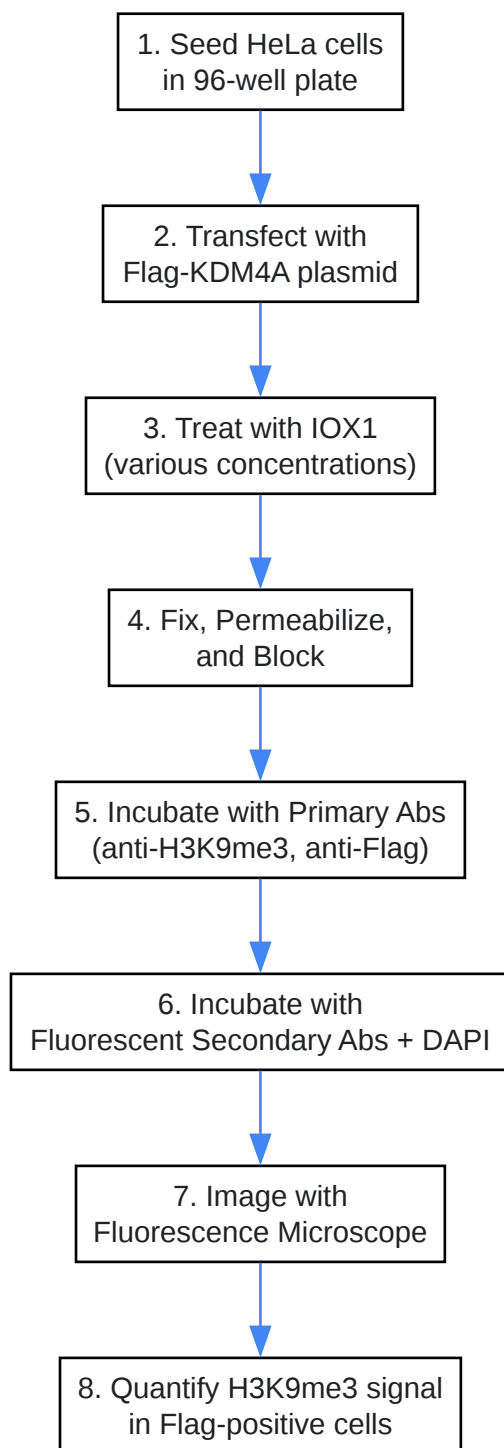 1. Seed HeLa cells
in 96-well plate
2. Transfect with
Flag-KDM4A plasmid
3. Treat with IOX1
(various concentrations)
4. Fix, Permeabilize,
and Block
5. Incubate with Primary Abs
(anti-H3K9me3, anti-Flag)
6. Incubate with
Fluorescent Secondary Abs + DAPI
7. Image with
Fluorescence Microscope
8. Quantify H3K9me3 signal
in Flag-positive cells